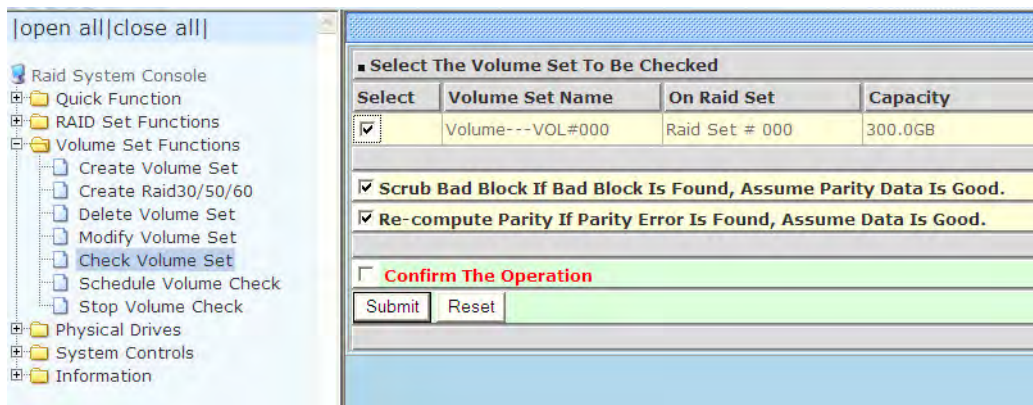 |open all|close all|
Raid System Console
Quick Function
RAID Set Functions
Volume Set Functions
Create Volume Set
Create Raid30/50/60
Delete Volume Set
Modify Volume Set
Check Volume Set
Schedule Volume Check
Stop Volume Check
Physical Drives
System Controls
Information
Select The Volume Set To Be Checked
Select Volume Set Name On Raid Set Capacity
Volume---VOL#000 Raid Set # 000 300.0GB
Scrub Bad Block If Bad Block Is Found, Assume Parity Data Is Good.
Re-compute Parity If Parity Error Is Found, Assume Data Is Good.
Confirm The Operation
Submit Reset